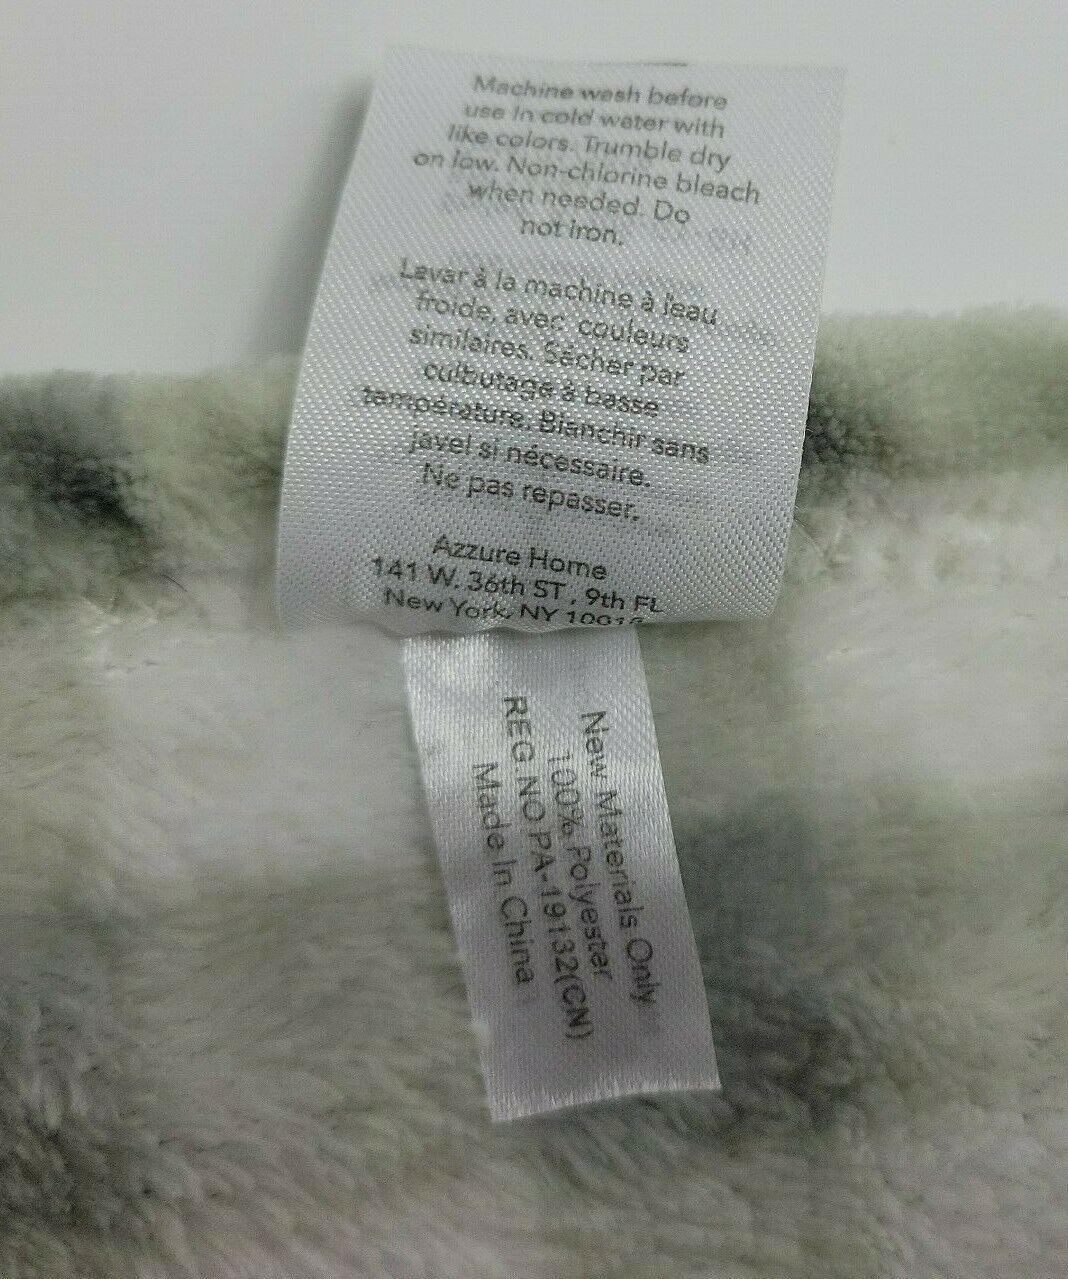 Machine wash before
use In cold water with
like colors. Trumble dry
on low. Non-chlorine bleach
when needed. Do
not iron.
Lavar à la machine à l'eau
froide, avec couleurs
similaires. Sécher par
culbutage à basse
température. Blanchir sans
javel si nécessaire.
Ne pas repasser.
Azzure Home
141 W. 36th ST , 9th FL
New York, NY
New Materials Only
100% Polyester
REG NO PA-19132(CN)
Made In China